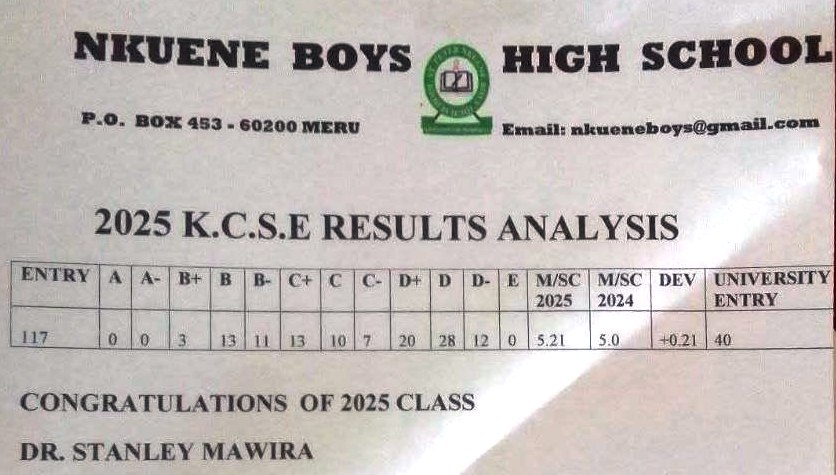 NKUENE BOYS HIGH SCHOOL
P.O. BOX 453 - 60200 MERU Email: nkueneboys@gmail.com
2025 K.C.S.E RESULTS ANALYSIS
ENTRY A A- B+ B B- C+ C C- D+ D D- E M/SC 2025 M/SC 2024 DEV UNIVERSITY ENTRY
117 0 0 3 13 11 13 10 7 20 28 12 0 5.21 5.0 +0.21 40
CONGRATULATIONS OF 2025 CLASS
DR. STANLEY MAWIRA